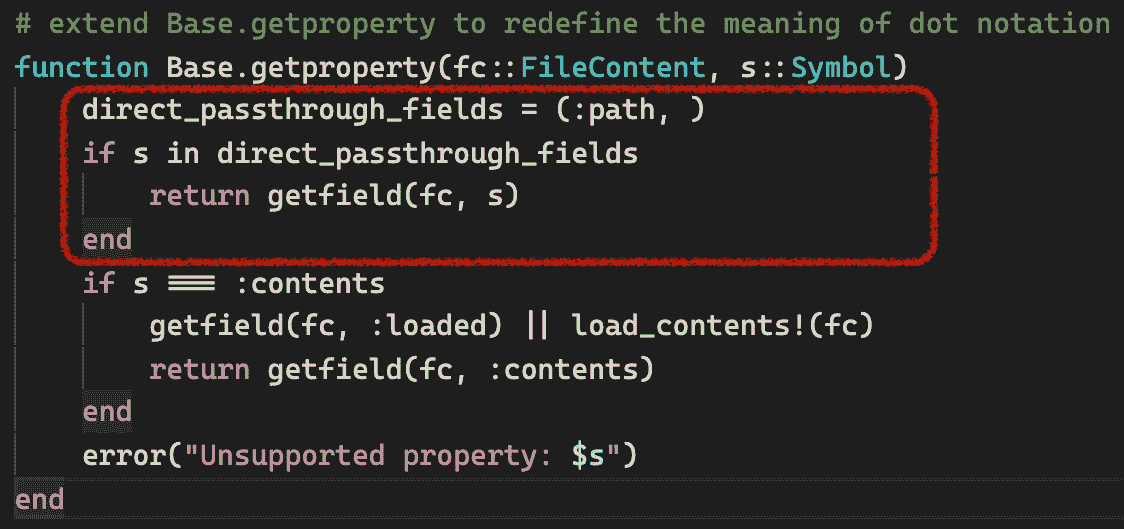 # extend Base.getproperty to redefine the meaning of dot notation
function Base.getproperty(fc::FileContent, s::Symbol)
direct_passthrough_fields = (:path, )
if s in direct_passthrough_fields
return getfield(fc, s)
end
if s === :contents
getfield(fc, :loaded) || load_contents!(fc)
return getfield(fc, :contents)
end
error("Unsupported property: $s")
end